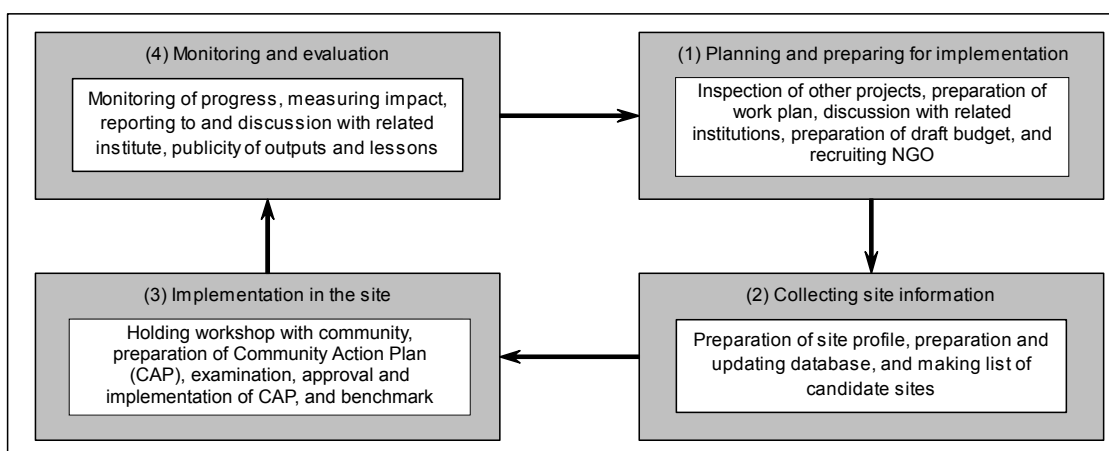 (4) Monitoring and evaluation
Monitoring of progress, measuring impact,
reporting to and discussion with related
institute, publicity of outputs and lessons
(1) Planning and preparing for implementation
Inspection of other projects, preparation of
work plan, discussion with related
institutions, preparation of draft budget, and
recruiting NGO
(3) Implementation in the site
Holding workshop with community,
preparation of Community Action Plan
(CAP), examination, approval and
implementation of CAP, and benchmark
(2) Collecting site information
Preparation of site profile, preparation and
updating database, and making list of
candidate sites